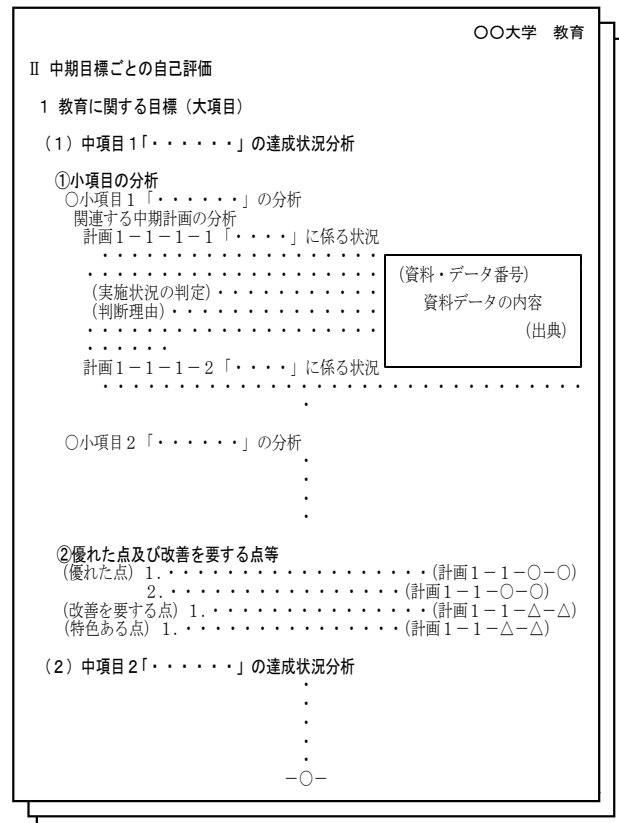 〇〇大学 教育
Ⅱ 中期目標ごとの自己評価
1 教育に関する目標（大項目）
（1）中項目1「・・・・・・」の達成状況分析
①小項目の分析
○小項目１「・・・・・・」の分析
関連する中期計画の分析
計画１－１－１－１「・・・・」に係る状況
・・・・・・・・・・・・・・・・・・
・・・・・・・・・・・・・・・・・・・
(実施状況の判定)・・・・・・・・・・・
(判断理由)・・・・・・・・・・・・・・
・・・・・・・・・・・・・・・・・・・
・・・・・・
(資料・データ番号)
資料データの内容
(出典)
計画１－１－１－２「・・・・」に係る状況
・・・・・・・・・・・・・・・・・・・・・・・・・・・・・・・
・
○小項目２「・・・・・・」の分析
・
・
・
・
②優れた点及び改善を要する点等
(優れた点) １.・・・・・・・・・・・・・・・・・(計画１－１－○－○)
２.・・・・・・・・・・・・・・・・(計画１－１－○－○)
(改善を要する点) １.・・・・・・・・・・・・・・(計画１－１－△－△)
(特色ある点) １.・・・・・・・・・・・・・・・(計画１－１－△－△)
（2）中項目2「・・・・・・」の達成状況分析
・
・
・
・
・
－○－